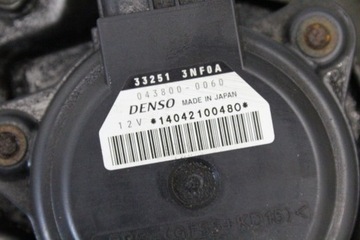 33251 3NF0A
043800-0060
DENSO MADE IN JAPAN
12V *14042100480*